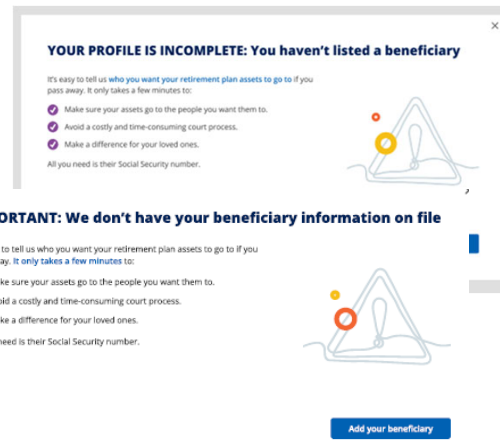 YOUR PROFILE IS INCOMPLETE: You haven't listed a beneficiary
It's easy to tell us who you want your retirement plan assets to go to if you
pass away. It only takes a few minutes to:
Make sure your assets go to the people you want them to.
Avoid a costly and time-consuming court process.
Make a difference for your loved ones.
All you need is their Social Security number.
ORTANT: We don't have your beneficiary information on file
to tell us who you want your retirement plan assets to go to if you
ay. It only takes a few minutes to:
ke sure your assets go to the people you want them to.
oid a costly and time-consuming court process.
ke a difference for your loved ones.
need is their Social Security number.
Add your beneficiary